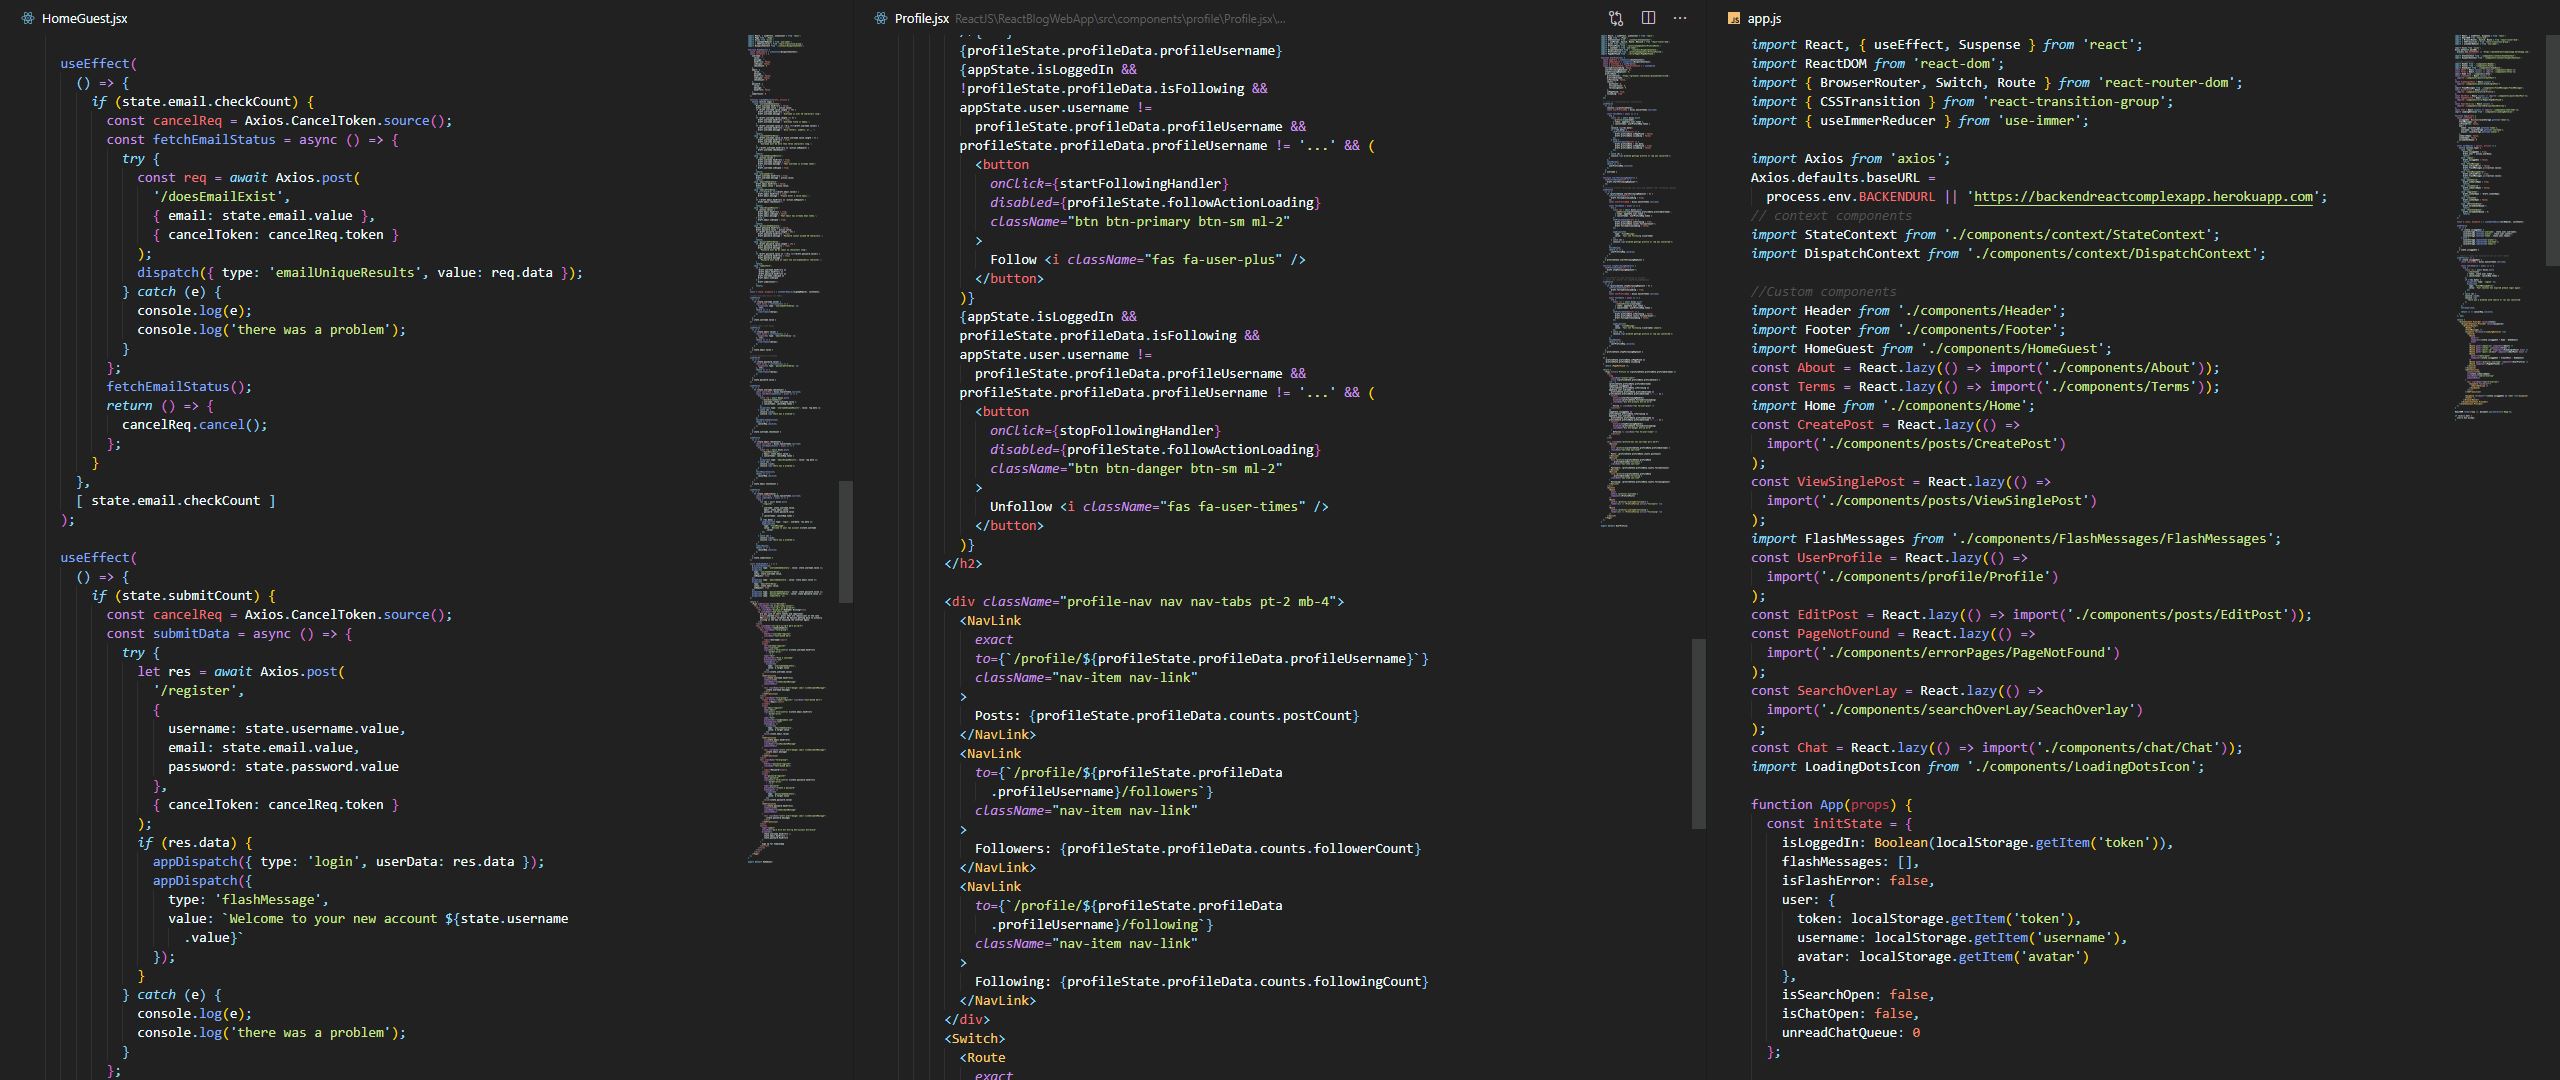 HomeGuest.jsx
useEffect(
() => {
if (state.email.checkCount) {
const cancelReq = Axios.CancelToken.source();
const fetchEmailStatus = async () => {
try {
const req = await Axios.post(
'/doesEmailExist',
{ email: state.email.value },
{ cancelToken: cancelReq.token }
);
dispatch({ type: 'emailUniqueResults', value: req.data });
} catch (e) {
console.log(e);
console.log('there was a problem');
}
};
fetchEmailStatus();
return () => {
cancelReq.cancel();
};
}
},
[ state.email.checkCount ]
);
useEffect(
() => {
if (state.submitCount) {
const cancelReq = Axios.CancelToken.source();
const submitData = async () => {
try {
let res = await Axios.post(
'/register',
{
username: state.username.value,
email: state.email.value,
password: state.password.value
},
{ cancelToken: cancelReq.token }
);
if (res.data) {
appDispatch({ type: 'login', userData: res.data });
appDispatch({
type: 'flashMessage',
value: `Welcome to your new account ${state.username
.value}`
});
}
} catch (e) {
console.log(e);
console.log('there was a problem');
}
};
Profile.jsx ReactJS\ReactBlogWebApp\src\components\profile\Profile.jsx\...
{profileState.profileData.profileUsername}
{appState.isLoggedIn &&
!profileState.profileData.isFollowing &&
appState.user.username !=
profileState.profileData.profileUsername &&
profileState.profileData.profileUsername != '...' && (
<button
onClick={startFollowingHandler}
disabled={profileState.followActionLoading}
className="btn btn-primary btn-sm ml-2"
>
Follow <i className="fas fa-user-plus" />
</button>
)}
{appState.isLoggedIn &&
profileState.profileData.isFollowing &&
appState.user.username !=
profileState.profileData.profileUsername &&
profileState.profileData.profileUsername != '...' && (
<button
onClick={stopFollowingHandler}
disabled={profileState.followActionLoading}
className="btn btn-danger btn-sm ml-2"
>
Unfollow <i className="fas fa-user-times" />
</button>
)}
</h2>
<div className="profile-nav nav nav-tabs pt-2 mb-4">
<NavLink
exact
to={`/profile/${profileState.profileData.profileUsername}`}
className="nav-item nav-link"
>
Posts: {profileState.profileData.counts.postCount}
</NavLink>
<NavLink
to={`/profile/${profileState.profileData
.profileUsername}/followers`}
className="nav-item nav-link"
>
Followers: {profileState.profileData.counts.followerCount}
</NavLink>
<NavLink
to={`/profile/${profileState.profileData
.profileUsername}/following`}
className="nav-item nav-link"
>
Following: {profileState.profileData.counts.followingCount}
</NavLink>
</div>
<Switch>
<Route
exact
JS app.js
import React, { useEffect, Suspense } from 'react';
import ReactDOM from 'react-dom';
import { BrowserRouter, Switch, Route } from 'react-router-dom';
import { CSSTransition } from 'react-transition-group';
import { useImmerReducer } from 'use-immer';
import Axios from 'axios';
Axios.defaults.baseURL =
process.env.BACKENDURL || 'https://backendreactcomplexapp.herokuapp.com';
// context components
import StateContext from './components/context/StateContext';
import DispatchContext from './components/context/DispatchContext';
//Custom components
import Header from './components/Header';
import Footer from './components/Footer';
import HomeGuest from './components/HomeGuest';
const About = React.lazy(() => import('./components/About'));
const Terms = React.lazy(() => import('./components/Terms'));
import Home from './components/Home';
const CreatePost = React.lazy(() =>
import('./components/posts/CreatePost')
);
const ViewSinglePost = React.lazy(() =>
import('./components/posts/ViewSinglePost')
);
import FlashMessages from './components/FlashMessages/FlashMessages';
const UserProfile = React.lazy(() =>
import('./components/profile/Profile')
);
const EditPost = React.lazy(() => import('./components/posts/EditPost'));
const PageNotFound = React.lazy(() =>
import('./components/errorPages/PageNotFound')
);
const SearchOverLay = React.lazy(() =>
import('./components/searchOverLay/SeachOverlay')
);
const Chat = React.lazy(() => import('./components/chat/Chat'));
import LoadingDotsIcon from './components/LoadingDotsIcon';
function App(props) {
const initState = {
isLoggedIn: Boolean(localStorage.getItem('token')),
flashMessages: [],
isFlashError: false,
user: {
token: localStorage.getItem('token'),
username: localStorage.getItem('username'),
avatar: localStorage.getItem('avatar')
},
isSearchOpen: false,
isChatOpen: false,
unreadChatQueue: 0
};